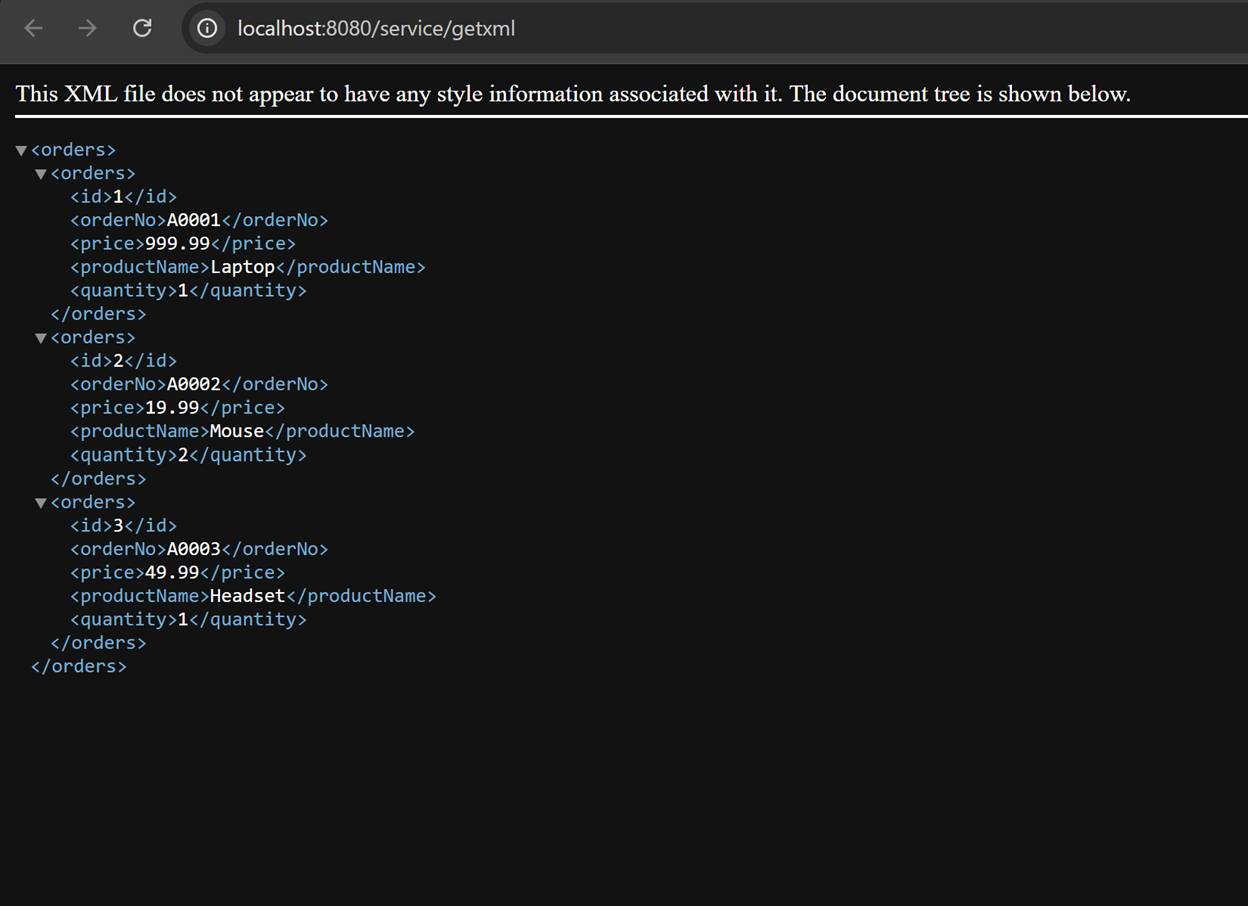 localhost:8080/service/getxml
This XML file does not appear to have any style information associated with it. The document tree is shown below.
<orders>
<orders>
<id>1</id>
<orderNo>A0001</orderNo>
<price>999.99</price>
<productName>Laptop</productName>
<quantity>1</quantity>
</orders>
<orders>
<id>2</id>
<orderNo>A0002</orderNo>
<price>19.99</price>
<productName>Mouse</productName>
<quantity>2</quantity>
</orders>
<orders>
<id>3</id>
<orderNo>A0003</orderNo>
<price>49.99</price>
<productName>Headset</productName>
<quantity>1</quantity>
</orders>
</orders>